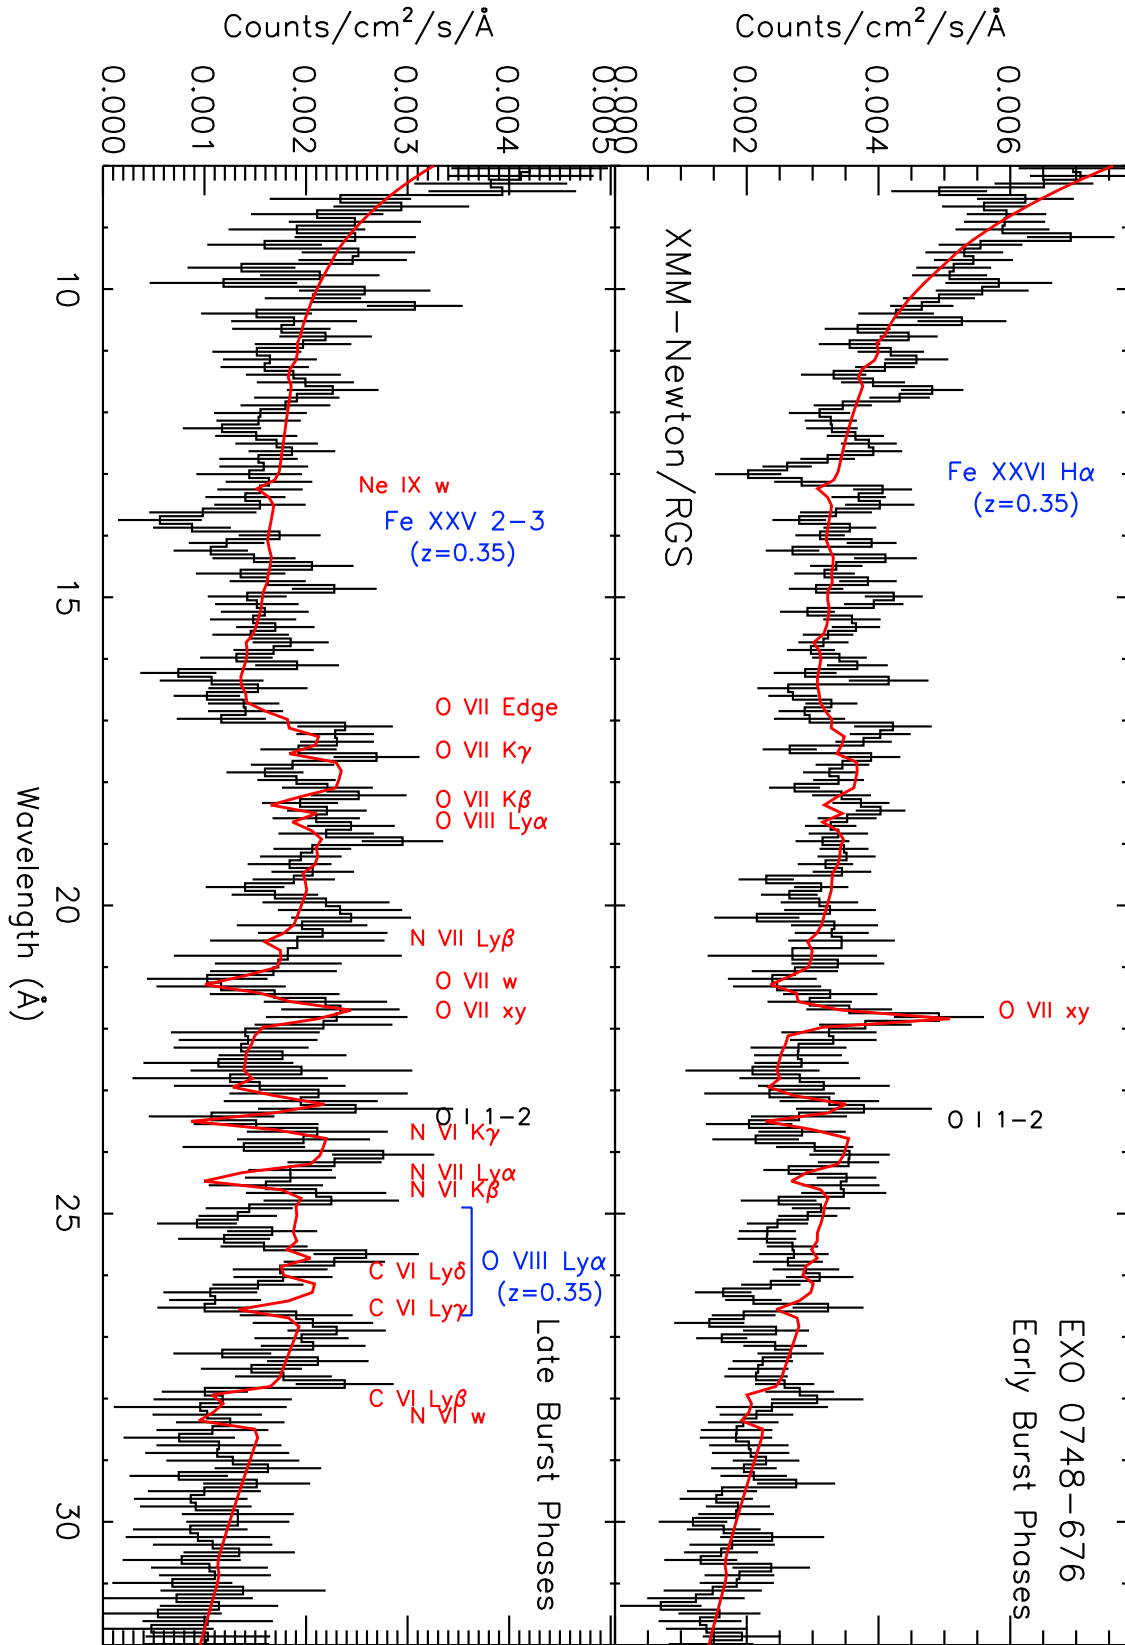 Counts/cm²/s/Å
0.000
0.002
0.004
0.006
XMM-Newton/RGS
EXO 0748-676
Early Burst Phases
Fe XXVI Hα
(z=0.35)
O VII xy
O I 1-2
Counts/cm²/s/Å
0.000
0.001
0.002
0.003
0.004
0.005
Ne IX w
Fe XXV 2-3
(z=0.35)
O VII Edge
O VII Kγ
O VII Kβ
O VIII Lyα
N VII Lyβ
O VII w
O VII xy
O I 1-2
N VI Kγ
N VII Lyα
N VI Kβ
O VIII Lyα
(z=0.35)
C VI Lyδ
C VI Lyγ
C VI Lyβ
N VI w
Late Burst Phases
10
15
20
25
30
Wavelength (Å)